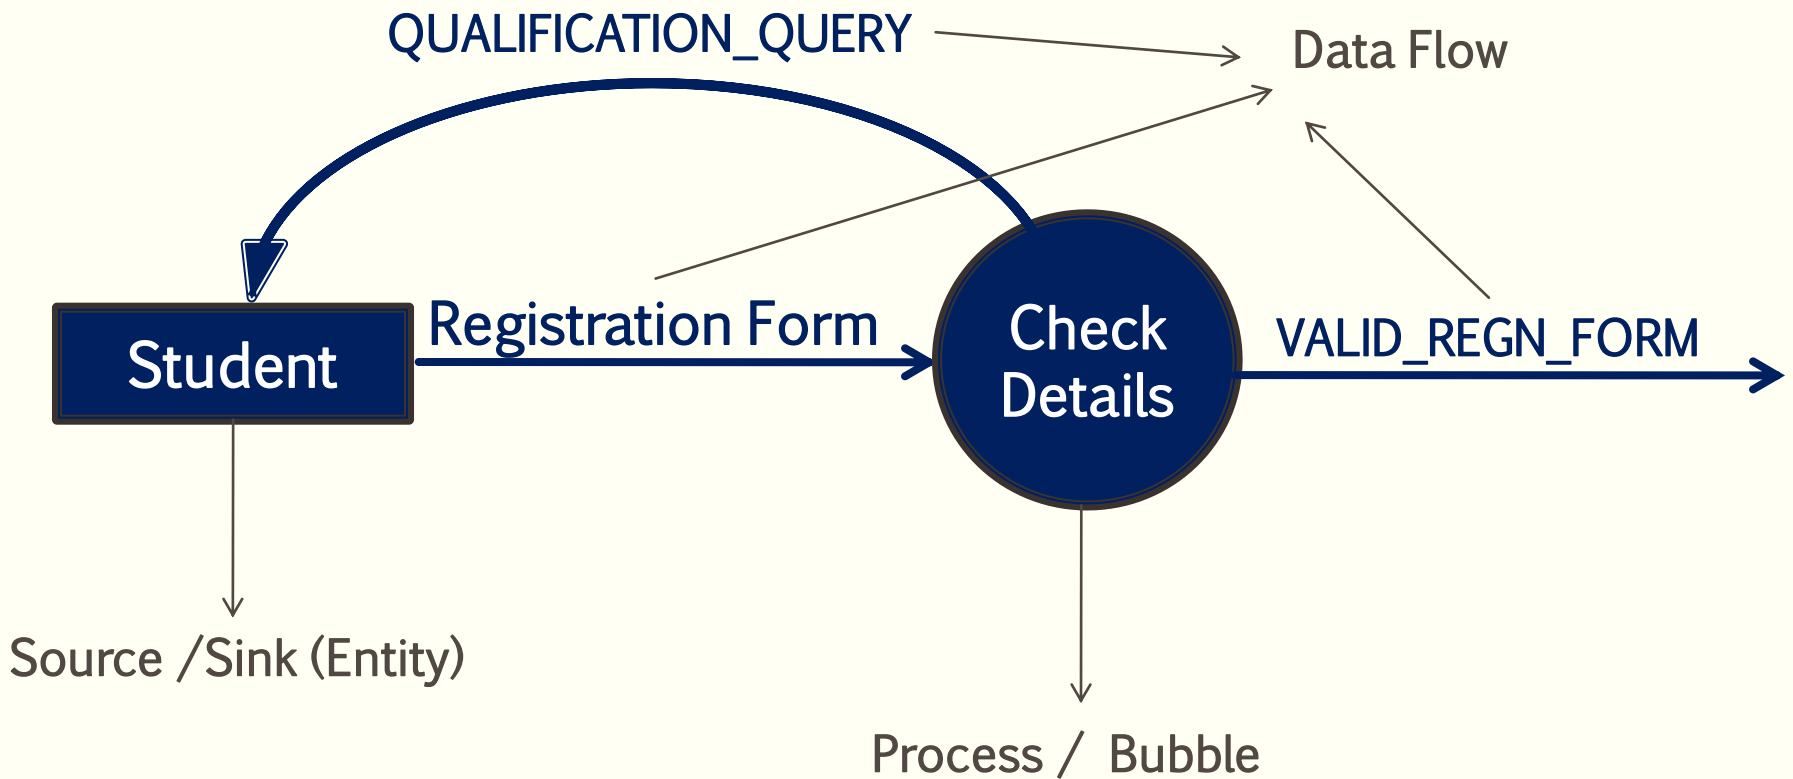 QUALIFICATION_QUERY
Data Flow
Registration Form
Student
Check
Details
VALID_REGN_FORM
Source /Sink (Entity)
Process / Bubble